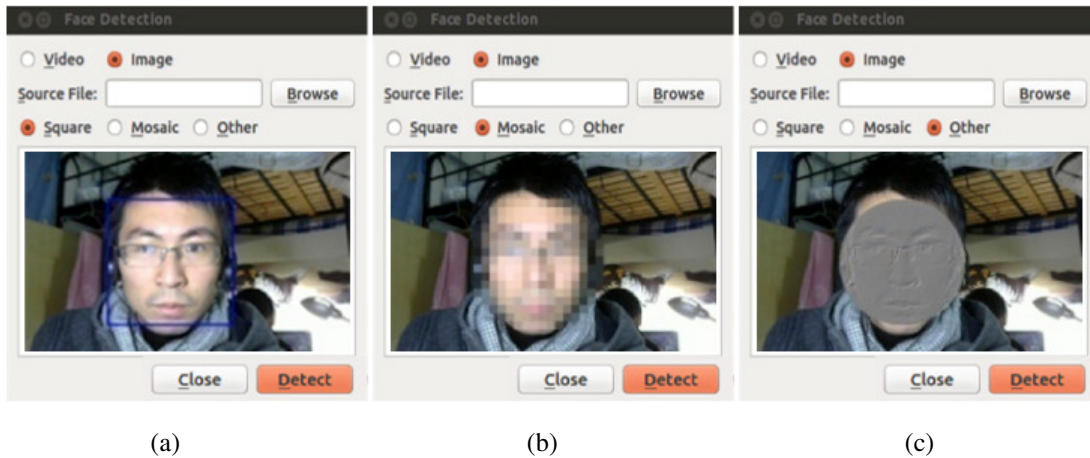 Face Detection
Video Image
Source File: Browse
Square Mosaic Other
Close Detect
(a)
Face Detection
Video Image
Source File: Browse
Square Mosaic Other
Close Detect
(b)
Face Detection
Video Image
Source File: Browse
Square Mosaic Other
Close Detect
(c)